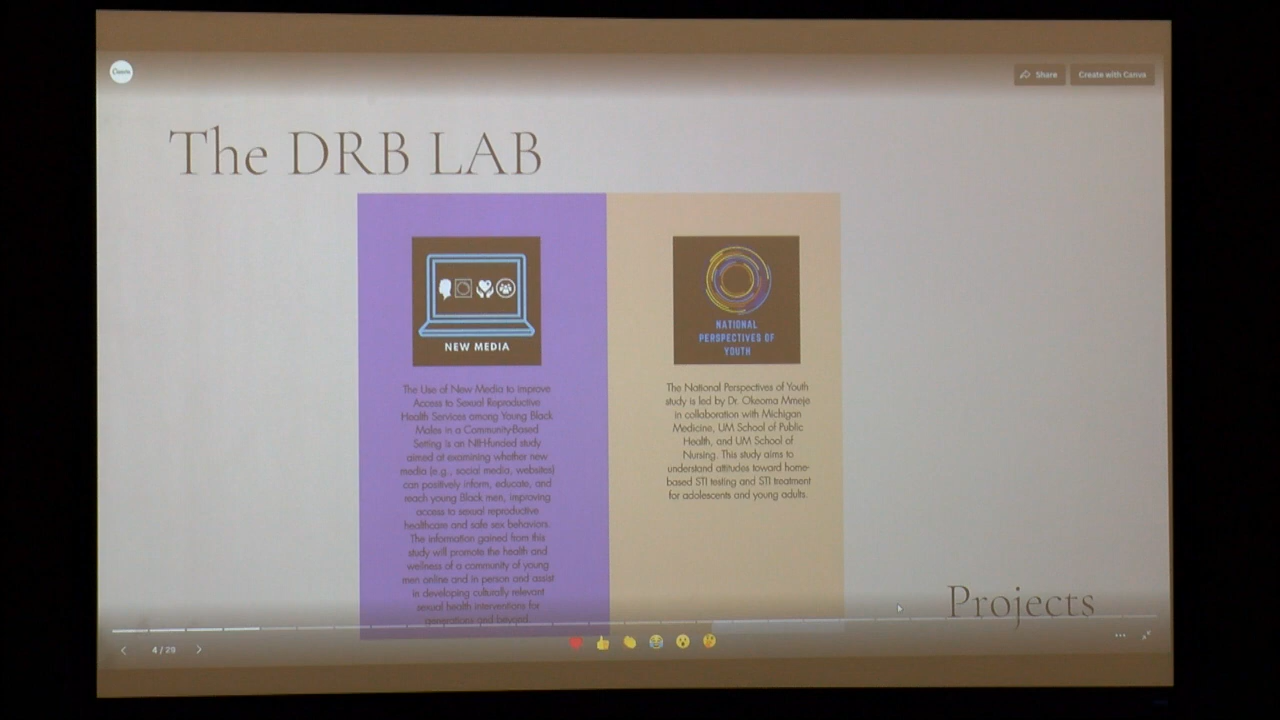 Canva
Share
Create with Canva
The DRB LAB
NEW MEDIA
The Use of New Media to Improve
Access to Sexual Reproductive
Health Services among Young Black
Males in a Community-Based
Setting is an NIH-funded study
aimed at examining whether new
media (e.g., social media, websites)
can positively inform, educate, and
reach young Black men, improving
access to sexual reproductive
healthcare and safe sex behaviors.
The information gained from this
study will promote the health and
wellness of a community of young
men online and in person and assist
in developing culturally relevant
sexual health interventions for
generations and beyond.
NATIONAL
PERSPECTIVES OF
YOUTH
The National Perspectives of Youth
study is led by Dr. Okeoma Mmeje
in collaboration with Michigan
Medicine, UM School of Public
Health, and UM School of
Nursing. This study aims to
understand attitudes toward home-
based STI testing and STI treatment
for adolescents and young adults.
Projects
4 / 29